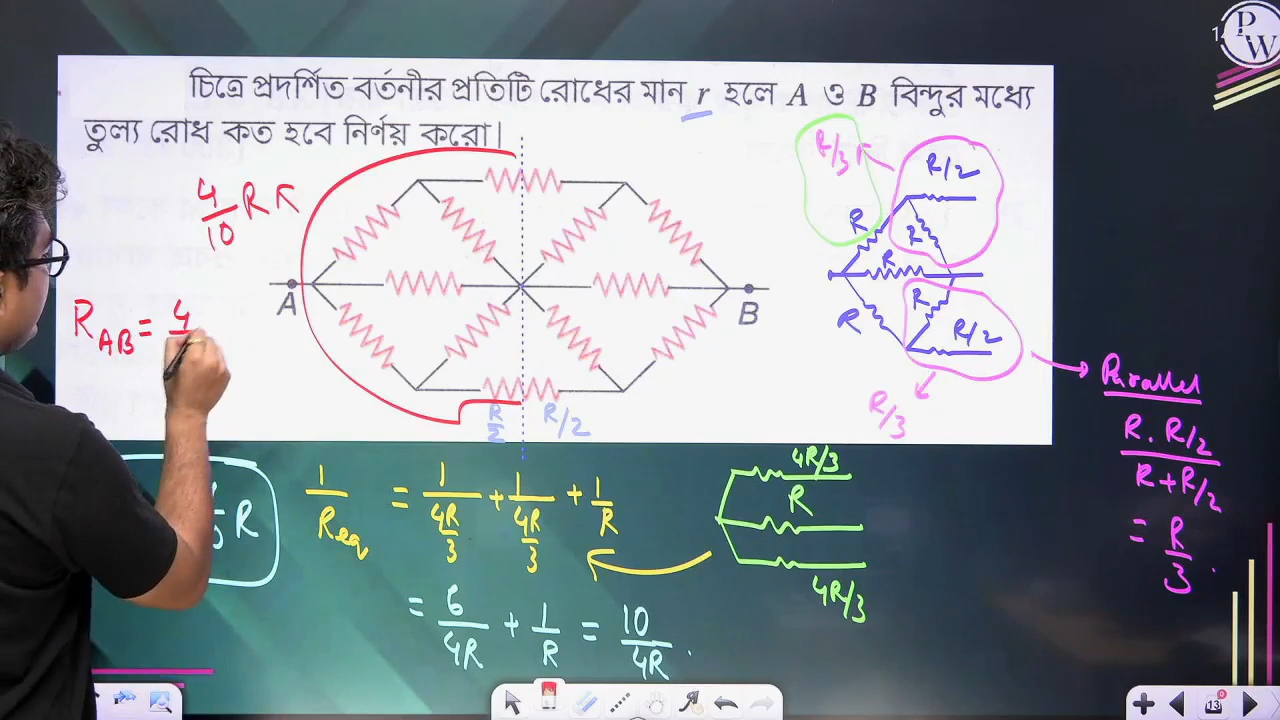 P
W
চিত্রে প্রদর্শিত বর্তনীর প্রতিটি রোধের মান r হলে A ও B বিন্দুর মধ্যে
তুল্য রোধ কত হবে নির্ণয় করো।
4/10 R
R_AB = 4
A
B
R/2 R/2
R/3
R/2
R
R
R
R
R
R/2
R/3
Parallel
R . R/2
R + R/2
= R/3 .
R
1/Req = 1/(4R/3) + 1/(4R/3) + 1/R
= 6/4R + 1/R = 10/4R .
4R/3
R
4R/3
13